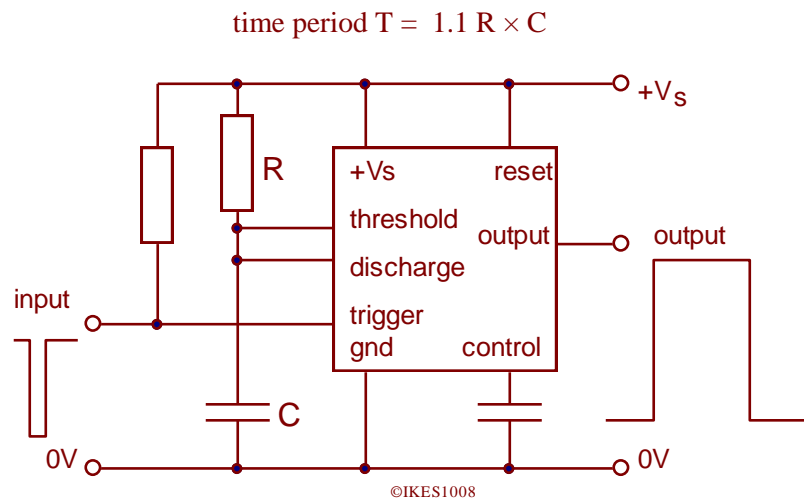 time period T = 1.1 R × C
+Vs
R
+Vs reset
threshold
output
output
discharge
input
trigger
gnd control
C
0V
0V
©IKES1008